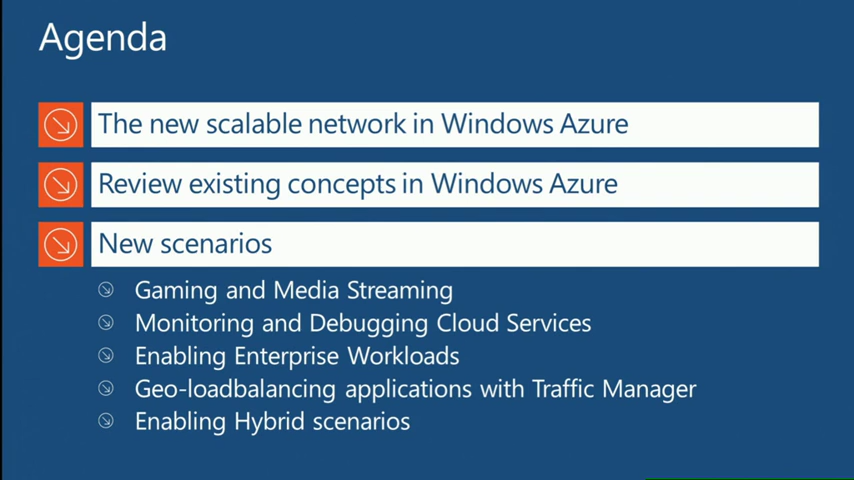 Agenda
The new scalable network in Windows Azure
Review existing concepts in Windows Azure
New scenarios
Gaming and Media Streaming
Monitoring and Debugging Cloud Services
Enabling Enterprise Workloads
Geo-loadbalancing applications with Traffic Manager
Enabling Hybrid scenarios